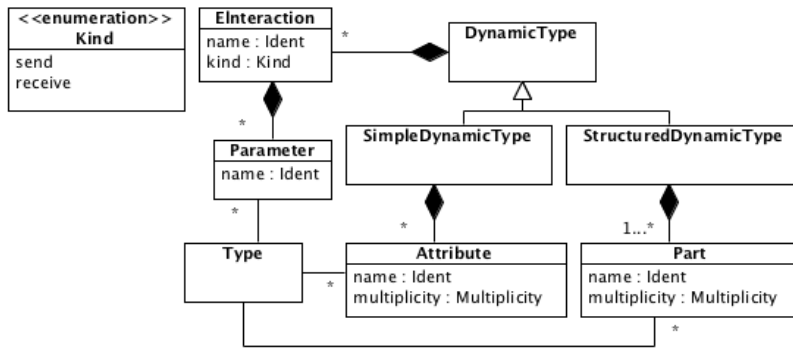 <<enumeration>>
Kind
send
receive
EInteraction
name : Ident
kind : Kind
*
DynamicType
*
Parameter
name : Ident
*
SimpleDynamicType
StructuredDynamicType
*
1...*
Type
*
Attribute
name : Ident
multiplicity : Multiplicity
Part
name : Ident
multiplicity : Multiplicity
*